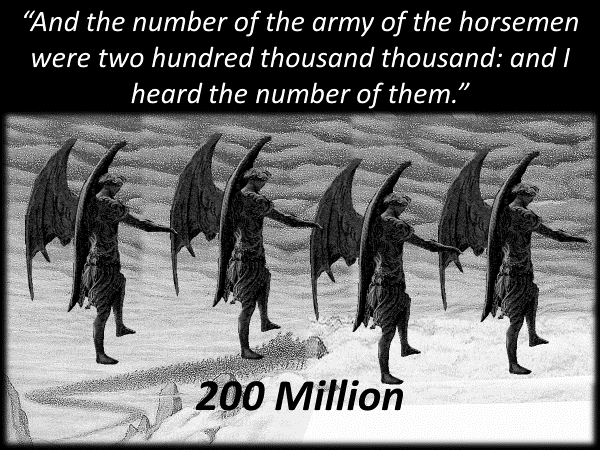 “And the number of the army of the horsemen
were two hundred thousand thousand: and I
heard the number of them.”
200 Million